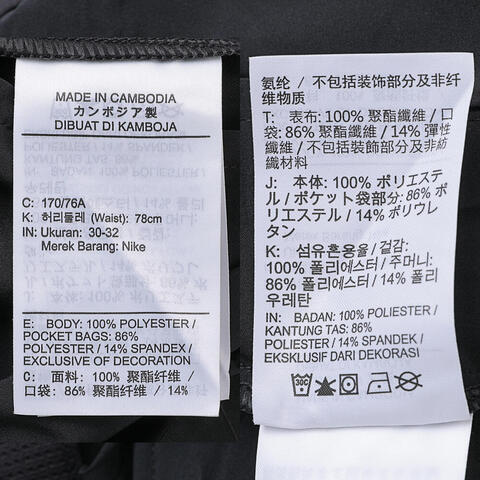 MADE IN CAMBODIA
カンボジア製
DIBUAT DI KAMBOJA
C: 170/76A
K: 허리둘레 (Waist): 78cm
IN: Ukuran: 30-32
Merek Barang: Nike
E: BODY: 100% POLYESTER /
POCKET BAGS: 86%
POLYESTER / 14% SPANDEX /
EXCLUSIVE OF DECORATION
C: 面料: 100% 聚酯纤维 /
口袋: 86% 聚酯纤维 / 14%
氨纶 / 不包括装饰部分及非纤
维物质
T: 表布: 100% 聚酯纖維 / 口
袋: 86% 聚酯纖維 / 14% 彈性
纖維 / 不包括裝飾部分及非紡
織材料
J: 本体: 100% ポリエステ
ル / ポケット袋部分: 86% ポ
リエステル / 14% ポリウレ
タン
K: 섬유혼용율 / 겉감:
100% 폴리에스터 / 주머니:
86% 폴리에스터 / 14% 폴리
우레탄
IN: BADAN: 100% POLIESTER /
KANTUNG TAS: 86%
POLIESTER / 14% SPANDEX /
EKSKLUSIF DARI DEKORASI
30C